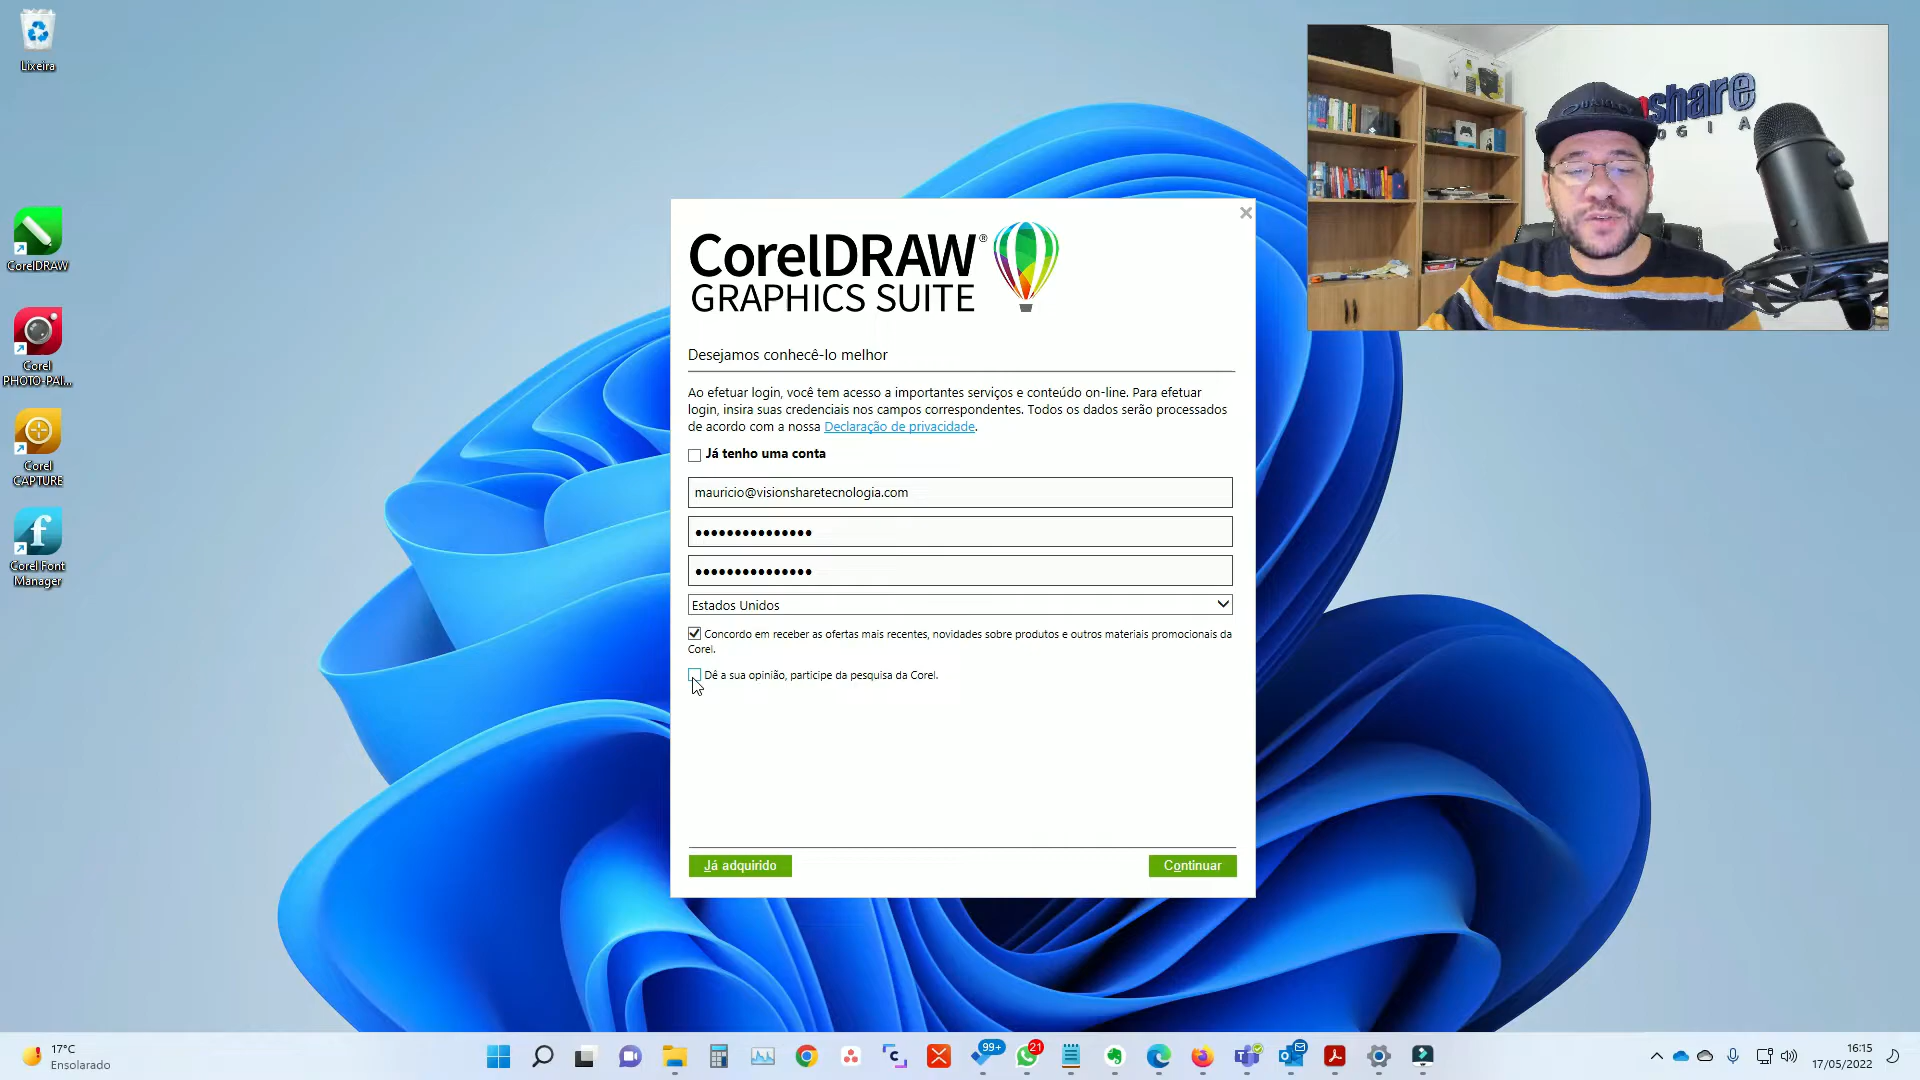 Lixeira
CorelDRAW
Corel
PHOTO-PAI...
Corel
CAPTURE
Corel Font
Manager
share
OGIA
CorelDRAW®
GRAPHICS SUITE
Desejamos conhecê-lo melhor
Ao efetuar login, você tem acesso a importantes serviços e conteúdo on-line. Para efetuar
login, insira suas credenciais nos campos correspondentes. Todos os dados serão processados
de acordo com a nossa Declaração de privacidade.
Já tenho uma conta
mauricio@visionsharetecnologia.com
•••••••••••••••
•••••••••••••••
Estados Unidos
Concordo em receber as ofertas mais recentes, novidades sobre produtos e outros materiais promocionais da
Corel.
Dê a sua opinião, participe da pesquisa da Corel.
Já adquirido
Continuar
17°C
Ensolarado
99+
21
16:15
17/05/2022